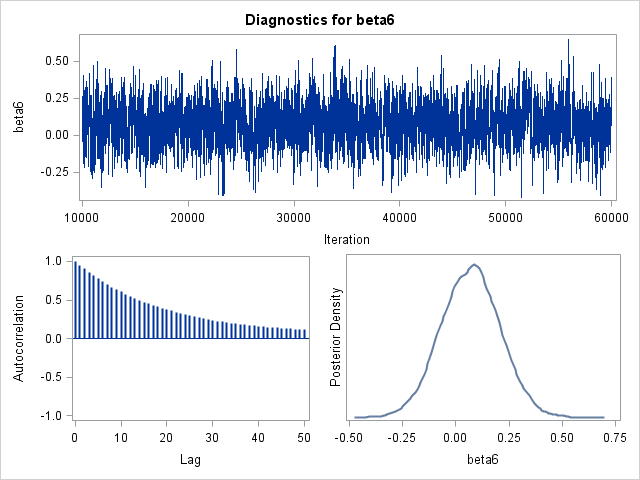 Diagnostics for beta6
beta6
0.50
0.25
0.00
-0.25
10000 20000 30000 40000 50000 60000
Iteration
Autocorrelation
1.0
0.5
0.0
-0.5
-1.0
0 10 20 30 40 50
Lag
Posterior Density
-0.50 -0.25 0.00 0.25 0.50 0.75
beta6